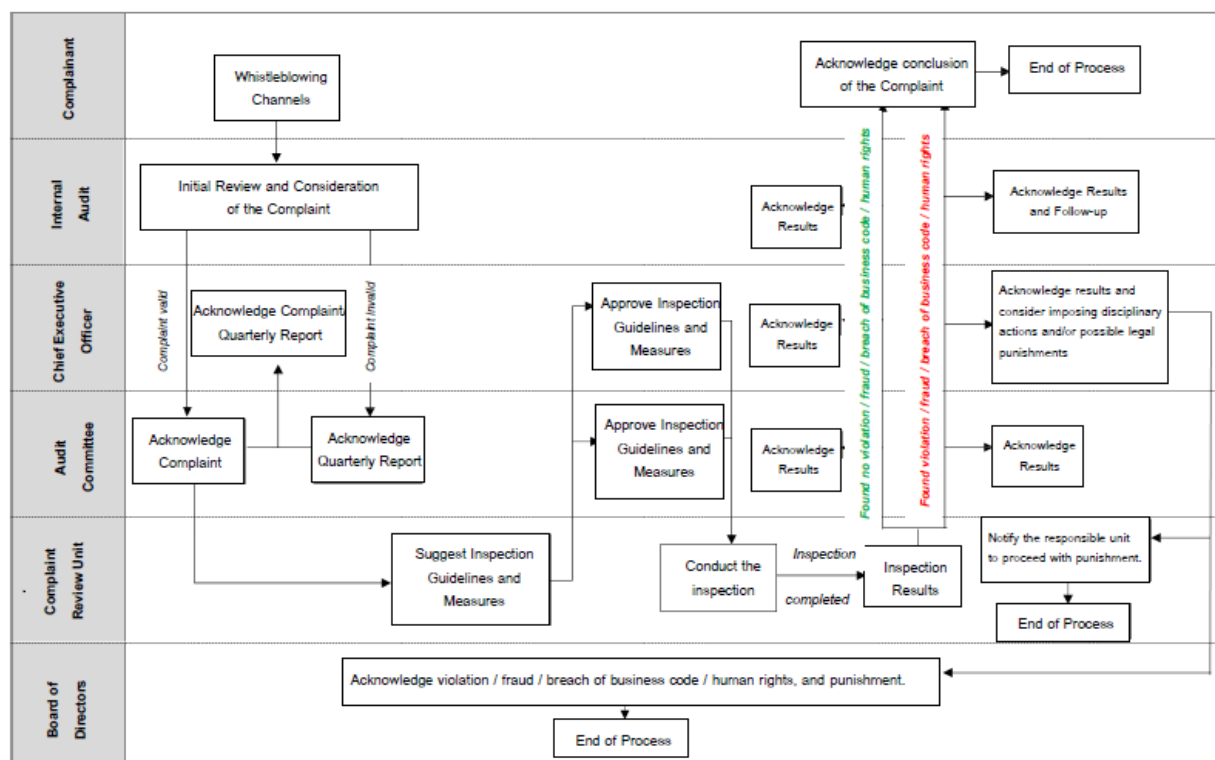 Complainant
Whistleblowing
Channels
Acknowledge conclusion
of the Complaint
End of Process
Internal
Audit
Initial Review and Consideration
of the Complaint
Acknowledge
Results
Acknowledge Results
and Follow-up
Chief Executive
Officer
Complaint valid
Acknowledge Complaint/
Quarterly Report
Complaint Invalid
Approve Inspection
Guidelines and
Measures
Acknowledge
Results
Found no violation / fraud / breach of business code / human rights
Found violation / fraud / breach of business code / human rights
Acknowledge results and
consider imposing disciplinary
actions and/or possible legal
punishments
Audit
Committee
Acknowledge
Complaint
Acknowledge
Quarterly Report
Approve Inspection
Guidelines and
Measures
Acknowledge
Results
Acknowledge
Results
Complaint
Review Unit
Suggest Inspection
Guidelines and
Measures
Conduct the
inspection
Inspection
completed
Inspection
Results
Notify the responsible unit
to proceed with punishment.
End of Process
Board of
Directors
Acknowledge violation / fraud / breach of business code / human rights, and punishment.
End of Process